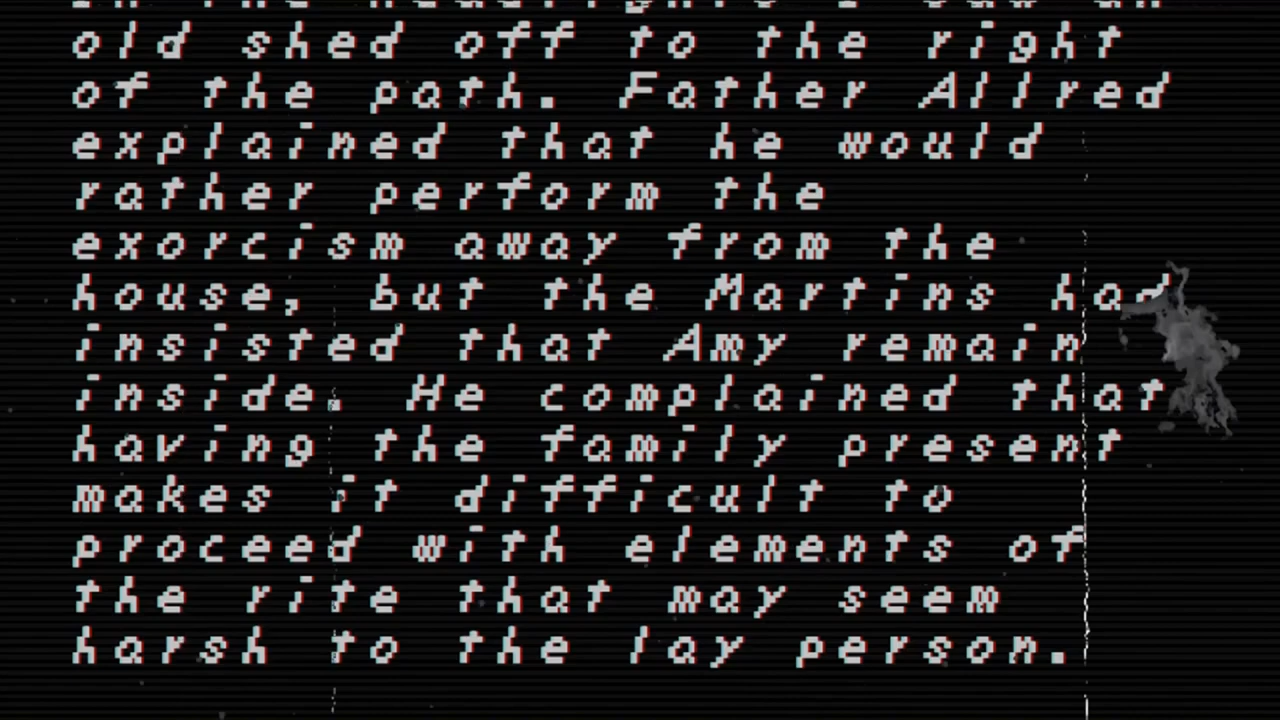 old shed off to the right
of the path. Father Allred
explained that he would
rather perform the
exorcism away from the
house, but the Martins had
insisted that Amy remain
inside. He complained that
having the family present
makes it difficult to
proceed with elements of
the rite that may seem
harsh to the lay person.